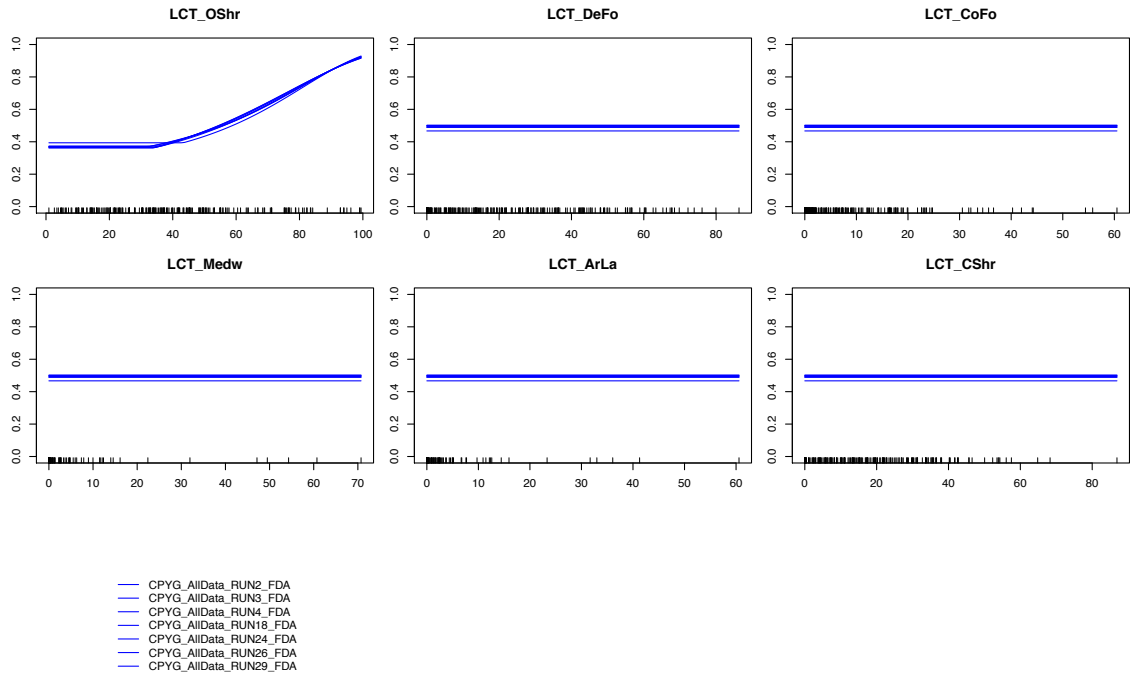 LCT_OShr
LCT_DeFo
LCT_CoFo
1.0
0.8
0.6
0.4
0.2
0.0
0 20 40 60 80 100
1.0
0.8
0.6
0.4
0.2
0.0
0 20 40 60 80
1.0
0.8
0.6
0.4
0.2
0.0
0 10 20 30 40 50 60
LCT_Medw
LCT_ArLa
LCT_CShr
1.0
0.8
0.6
0.4
0.2
0.0
0 10 20 30 40 50 60 70
1.0
0.8
0.6
0.4
0.2
0.0
0 10 20 30 40 50 60
1.0
0.8
0.6
0.4
0.2
0.0
0 20 40 60 80
CPYG_AllData_RUN2_FDA
CPYG_AllData_RUN3_FDA
CPYG_AllData_RUN4_FDA
CPYG_AllData_RUN18_FDA
CPYG_AllData_RUN24_FDA
CPYG_AllData_RUN26_FDA
CPYG_AllData_RUN29_FDA